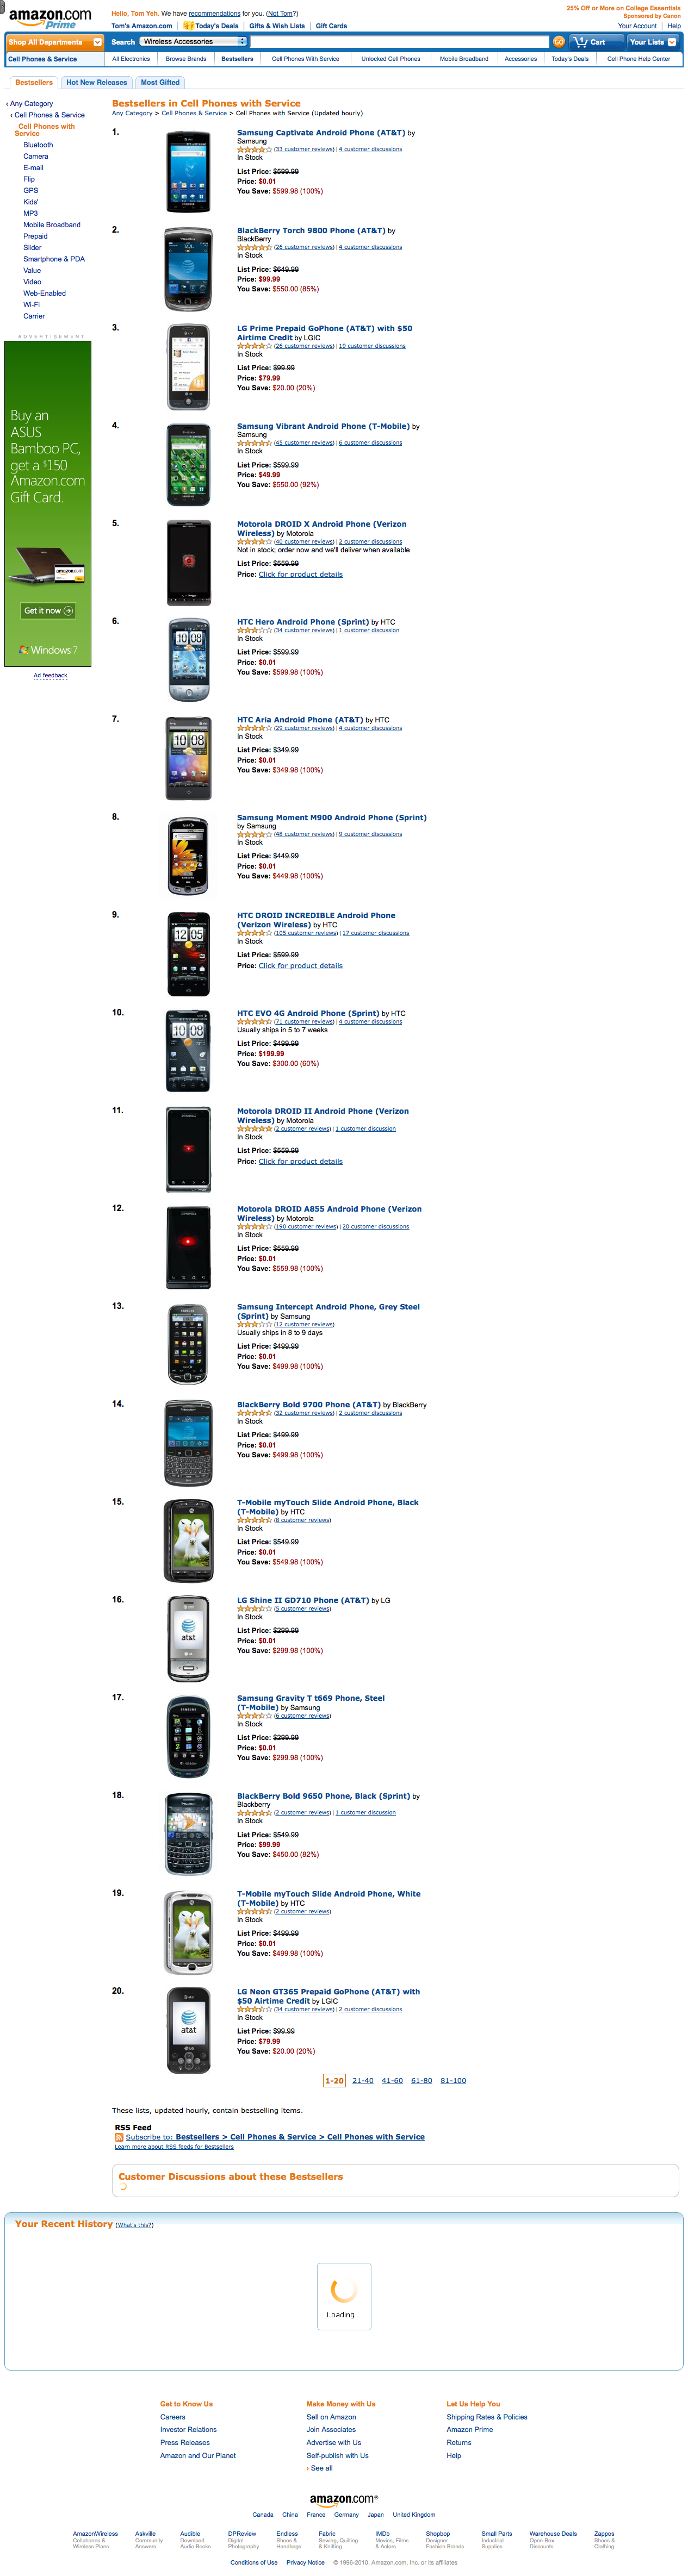 amazon.com
Prime
Hello, Tom Yeh. We have recommendations for you. (Not Tom?)
25% Off or More on College Essentials
Sponsored by Canon
Tom's Amazon.com
Today's Deals
Gifts & Wish Lists
Gift Cards
Your Account
Help
Shop All Departments
Search
Wireless Accessories
GO
Cart
Your Lists
Cell Phones & Service
All Electronics
Browse Brands
Bestsellers
Cell Phones With Service
Unlocked Cell Phones
Mobile Broadband
Accessories
Today's Deals
Cell Phone Help Center
Bestsellers
Hot New Releases
Most Gifted
‹ Any Category
‹ Cell Phones & Service
Cell Phones with
Service
Bluetooth
Camera
E-mail
Flip
GPS
Kids'
MP3
Mobile Broadband
Prepaid
Slider
Smartphone & PDA
Value
Video
Web-Enabled
Wi-Fi
Carrier
ADVERTISEMENT
Buy an
ASUS
Bamboo PC,
get a $150
Amazon.com
Gift Card.
Get it now
Windows 7
Ad feedback
Bestsellers in Cell Phones with Service
Any Category > Cell Phones & Service > Cell Phones with Service (Updated hourly)
1.
Samsung Captivate Android Phone (AT&T) by
Samsung
(33 customer reviews) | 4 customer discussions
In Stock
List Price: $599.99
Price: $0.01
You Save: $599.98 (100%)
2.
BlackBerry Torch 9800 Phone (AT&T) by
BlackBerry
(26 customer reviews) | 4 customer discussions
In Stock
List Price: $649.99
Price: $99.99
You Save: $550.00 (85%)
3.
LG Prime Prepaid GoPhone (AT&T) with $50
Airtime Credit by LGIC
(26 customer reviews) | 19 customer discussions
In Stock
List Price: $99.99
Price: $79.99
You Save: $20.00 (20%)
4.
Samsung Vibrant Android Phone (T-Mobile) by
Samsung
(45 customer reviews) | 6 customer discussions
In Stock
List Price: $599.99
Price: $49.99
You Save: $550.00 (92%)
5.
Motorola DROID X Android Phone (Verizon
Wireless) by Motorola
(40 customer reviews) | 2 customer discussions
Not in stock; order now and we'll deliver when available
List Price: $559.99
Price: Click for product details
6.
HTC Hero Android Phone (Sprint) by HTC
(34 customer reviews) | 1 customer discussion
In Stock
List Price: $599.99
Price: $0.01
You Save: $599.98 (100%)
7.
HTC Aria Android Phone (AT&T) by HTC
(29 customer reviews) | 4 customer discussions
In Stock
List Price: $349.99
Price: $0.01
You Save: $349.98 (100%)
8.
Samsung Moment M900 Android Phone (Sprint)
by Samsung
(48 customer reviews) | 9 customer discussions
In Stock
List Price: $449.99
Price: $0.01
You Save: $449.98 (100%)
9.
HTC DROID INCREDIBLE Android Phone
(Verizon Wireless) by HTC
(105 customer reviews) | 17 customer discussions
In Stock
List Price: $599.99
Price: Click for product details
10.
HTC EVO 4G Android Phone (Sprint) by HTC
(71 customer reviews) | 4 customer discussions
Usually ships in 5 to 7 weeks
List Price: $499.99
Price: $199.99
You Save: $300.00 (60%)
11.
Motorola DROID II Android Phone (Verizon
Wireless) by Motorola
(2 customer reviews) | 1 customer discussion
In Stock
List Price: $559.99
Price: Click for product details
12.
Motorola DROID A855 Android Phone (Verizon
Wireless) by Motorola
(190 customer reviews) | 20 customer discussions
In Stock
List Price: $559.99
Price: $0.01
You Save: $559.98 (100%)
13.
Samsung Intercept Android Phone, Grey Steel
(Sprint) by Samsung
(12 customer reviews)
Usually ships in 8 to 9 days
List Price: $499.99
Price: $0.01
You Save: $499.98 (100%)
14.
BlackBerry Bold 9700 Phone (AT&T) by BlackBerry
(32 customer reviews) | 2 customer discussions
In Stock
List Price: $499.99
Price: $0.01
You Save: $499.98 (100%)
15.
T-Mobile myTouch Slide Android Phone, Black
(T-Mobile) by HTC
(8 customer reviews)
In Stock
List Price: $549.99
Price: $0.01
You Save: $549.98 (100%)
16.
at&t
LG Shine II GD710 Phone (AT&T) by LG
(5 customer reviews)
In Stock
List Price: $299.99
Price: $0.01
You Save: $299.98 (100%)
17.
Samsung Gravity T t669 Phone, Steel
(T-Mobile) by Samsung
(6 customer reviews)
In Stock
List Price: $299.99
Price: $0.01
You Save: $299.98 (100%)
18.
BlackBerry Bold 9650 Phone, Black (Sprint) by
Blackberry
(2 customer reviews) | 1 customer discussion
In Stock
List Price: $549.99
Price: $99.99
You Save: $450.00 (82%)
19.
T-Mobile myTouch Slide Android Phone, White
(T-Mobile) by HTC
(2 customer reviews)
In Stock
List Price: $499.99
Price: $0.01
You Save: $499.98 (100%)
20.
at&t
LG Neon GT365 Prepaid GoPhone (AT&T) with
$50 Airtime Credit by LGIC
(34 customer reviews) | 2 customer discussions
In Stock
List Price: $99.99
Price: $79.99
You Save: $20.00 (20%)
1-20 21-40 41-60 61-80 81-100
These lists, updated hourly, contain bestselling items.
RSS Feed
Subscribe to: Bestsellers > Cell Phones & Service > Cell Phones with Service
Learn more about RSS feeds for Bestsellers
Customer Discussions about these Bestsellers
Your Recent History (What's this?)
Loading
Get to Know Us
Careers
Investor Relations
Press Releases
Amazon and Our Planet
Make Money with Us
Sell on Amazon
Join Associates
Advertise with Us
Self-publish with Us
› See all
Let Us Help You
Shipping Rates & Policies
Amazon Prime
Returns
Help
amazon.com
Canada China France Germany Japan United Kingdom
AmazonWireless
Cellphones &
Wireless Plans
Askville
Community
Answers
Audible
Download
Audio Books
DPReview
Digital
Photography
Endless
Shoes &
Handbags
Fabric
Sewing, Quilting
& Knitting
IMDb
Movies, Films
& Actors
Shopbop
Designer
Fashion Brands
Small Parts
Industrial
Supplies
Warehouse Deals
Open-Box
Discounts
Zappos
Shoes &
Clothing
Conditions of Use Privacy Notice © 1996-2010, Amazon.com, Inc. or its affiliates